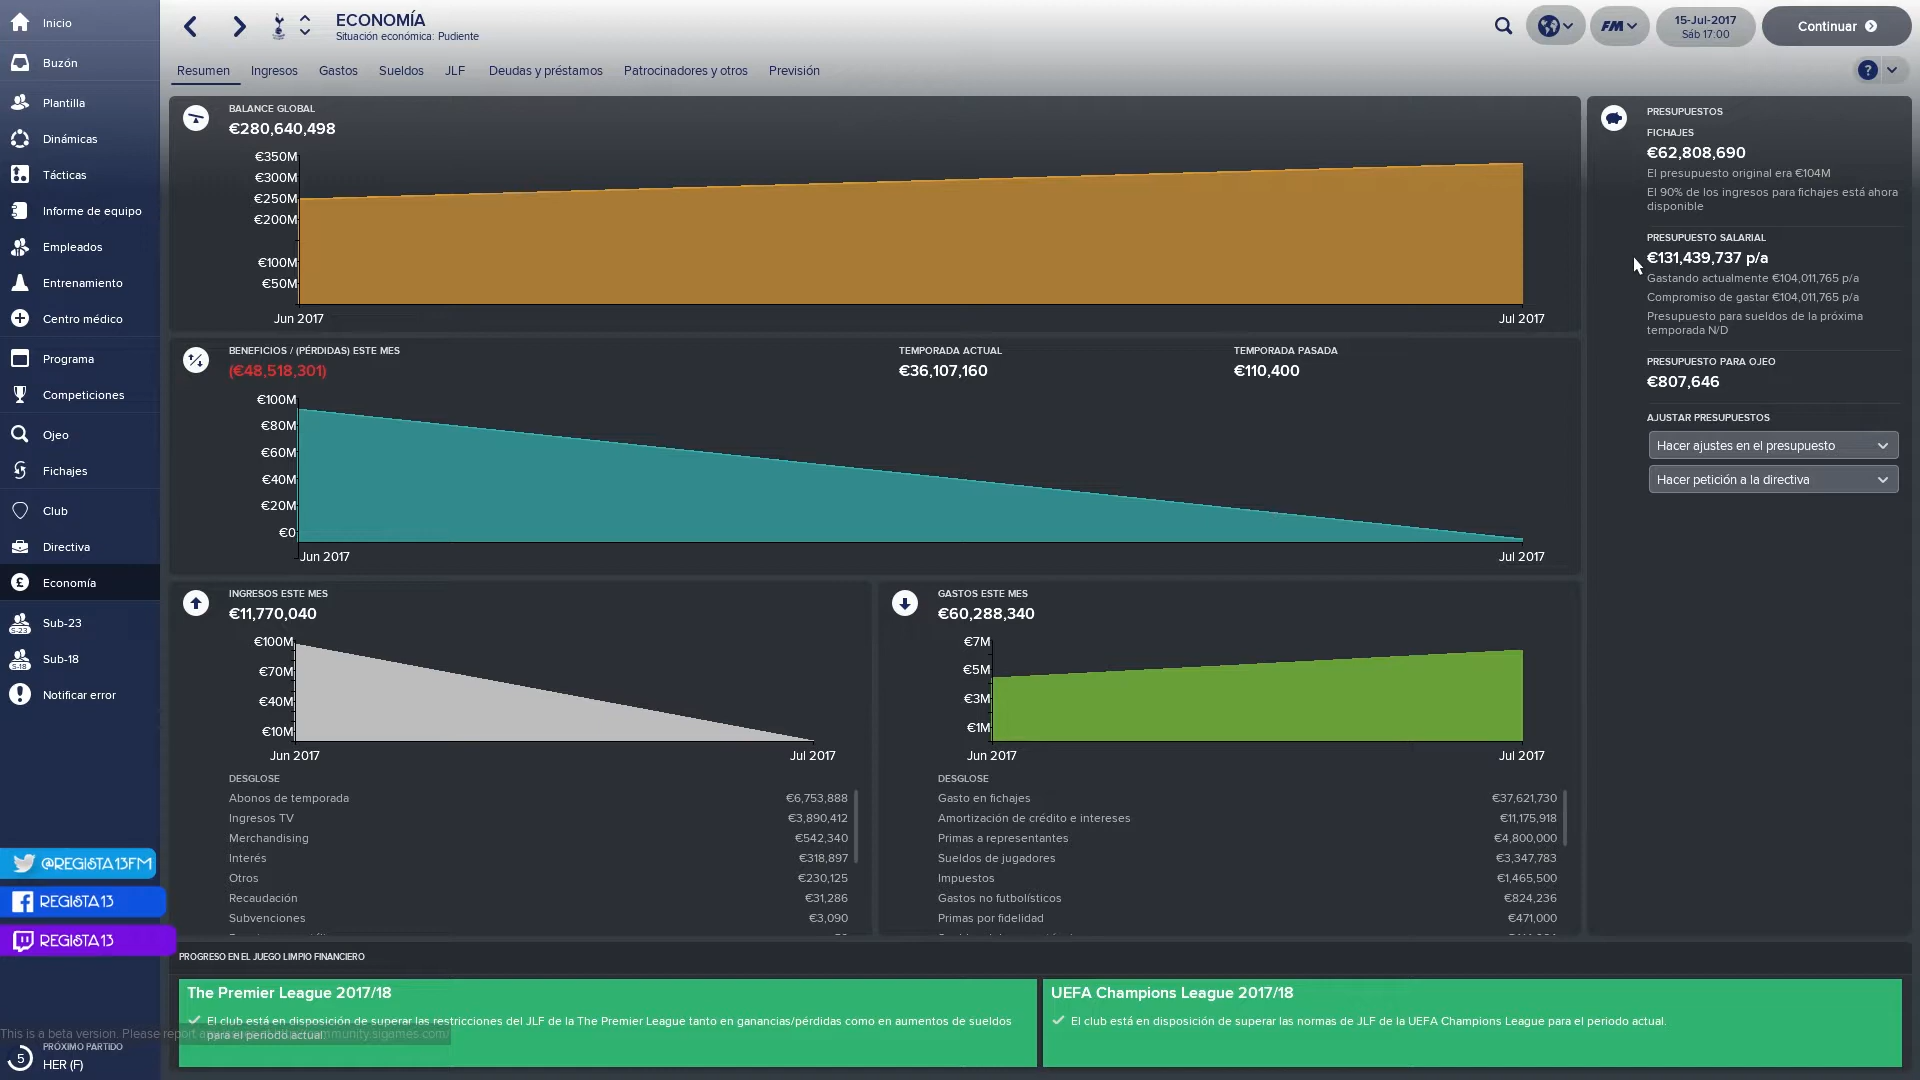 Inicio
Buzón
Plantilla
Dinámicas
Tácticas
Informe de equipo
Empleados
Entrenamiento
Centro médico
Programa
Competiciones
Ojeo
Fichajes
Club
Directiva
Economía
S-23
Sub-23
S-18
Sub-18
Notificar error
@REGISTA13FM
REGISTA13
REGISTA13
This is a beta version. Please report
community.sigames.com/
5
PRÓXIMO PARTIDO
HER (F)
ECONOMÍA
Situación económica: Pudiente
FM
15-Jul-2017
Sáb 17:00
Continuar
Resumen
Ingresos
Gastos
Sueldos
JLF
Deudas y préstamos
Patrocinadores y otros
Previsión
?
BALANCE GLOBAL
€280,640,498
€350M
€300M
€250M
€200M
€100M
€50M
Jun 2017
Jul 2017
BENEFICIOS / (PÉRDIDAS) ESTE MES
(€48,518,301)
TEMPORADA ACTUAL
€36,107,160
TEMPORADA PASADA
€110,400
€100M
€80M
€60M
€40M
€20M
€0
Jun 2017
Jul 2017
INGRESOS ESTE MES
€11,770,040
€100M
€70M
€40M
€10M
Jun 2017
Jul 2017
DESGLOSE
Abonos de temporada €6,753,888
Ingresos TV €3,890,412
Merchandising €542,340
Interés €318,897
Otros €230,125
Recaudación €31,286
Subvenciones €3,090
GASTOS ESTE MES
€60,288,340
€7M
€5M
€3M
€1M
Jun 2017
Jul 2017
DESGLOSE
Gasto en fichajes €37,621,730
Amortización de crédito e intereses €11,175,918
Primas a representantes €4,800,000
Sueldos de jugadores €3,347,783
Impuestos €1,465,500
Gastos no futbolísticos €824,236
Primas por fidelidad €471,000
PRESUPUESTOS
FICHAJES
€62,808,690
El presupuesto original era €104M
El 90% de los ingresos para fichajes está ahora
disponible
PRESUPUESTO SALARIAL
€131,439,737 p/a
Gastando actualmente €104,011,765 p/a
Compromiso de gastar €104,011,765 p/a
Presupuesto para sueldos de la próxima
temporada N/D
PRESUPUESTO PARA OJEO
€807,646
AJUSTAR PRESUPUESTOS
Hacer ajustes en el presupuesto
Hacer petición a la directiva
PROGRESO EN EL JUEGO LIMPIO FINANCIERO
The Premier League 2017/18
El club está en disposición de superar las restricciones del JLF de la The Premier League tanto en ganancias/pérdidas como en aumentos de sueldos
para el periodo actual.
UEFA Champions League 2017/18
El club está en disposición de superar las normas de JLF de la UEFA Champions League para el periodo actual.